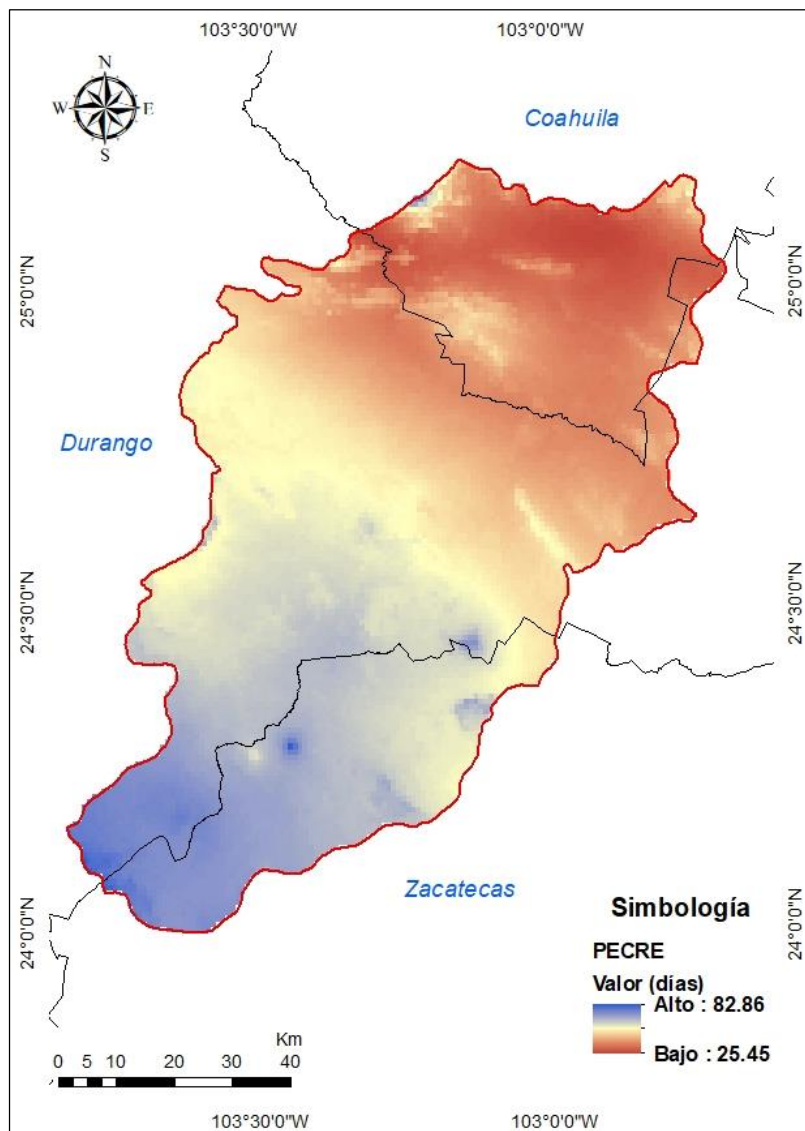 103°30'0"W
103°0'0"W
N
W
E
S
Coahuila
25°0'0"N
25°0'0"N
Durango
24°30'0"N
24°30'0"N
Zacatecas
24°0'0"N
24°0'0"N
Simbología
PECRE
Valor (días)
Alto : 82.86
Bajo : 25.45
Km
0 5 10 20 30 40
103°30'0"W
103°0'0"W